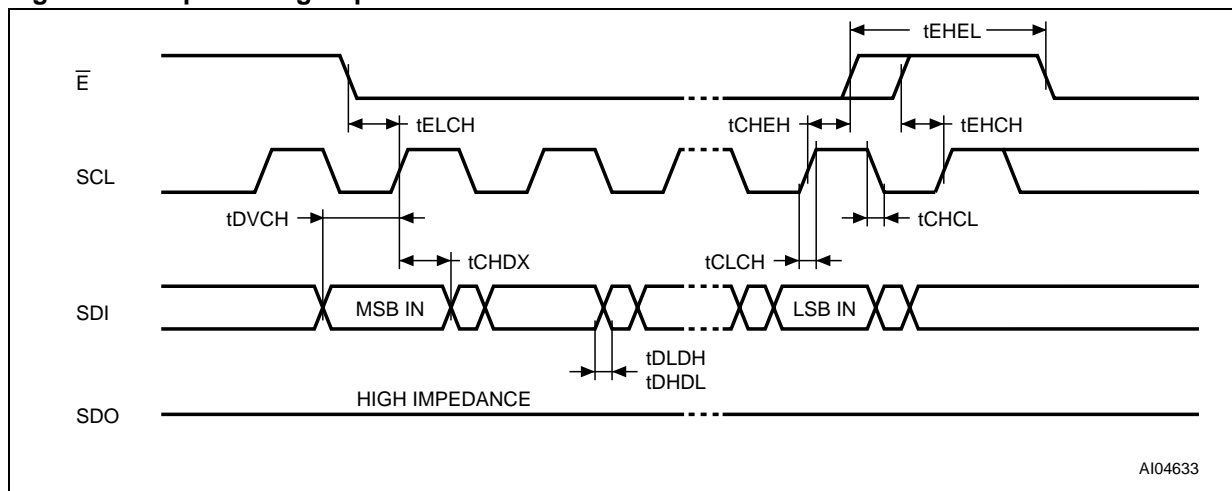 tEHEL
E
tELCH
tCHEH
tEHCH
SCL
tDVCH
tCHCL
tCHDX
tCLCH
SDI
MSB IN
LSB IN
tDLDH
tDHDL
HIGH IMPEDANCE
SDO
AI04633